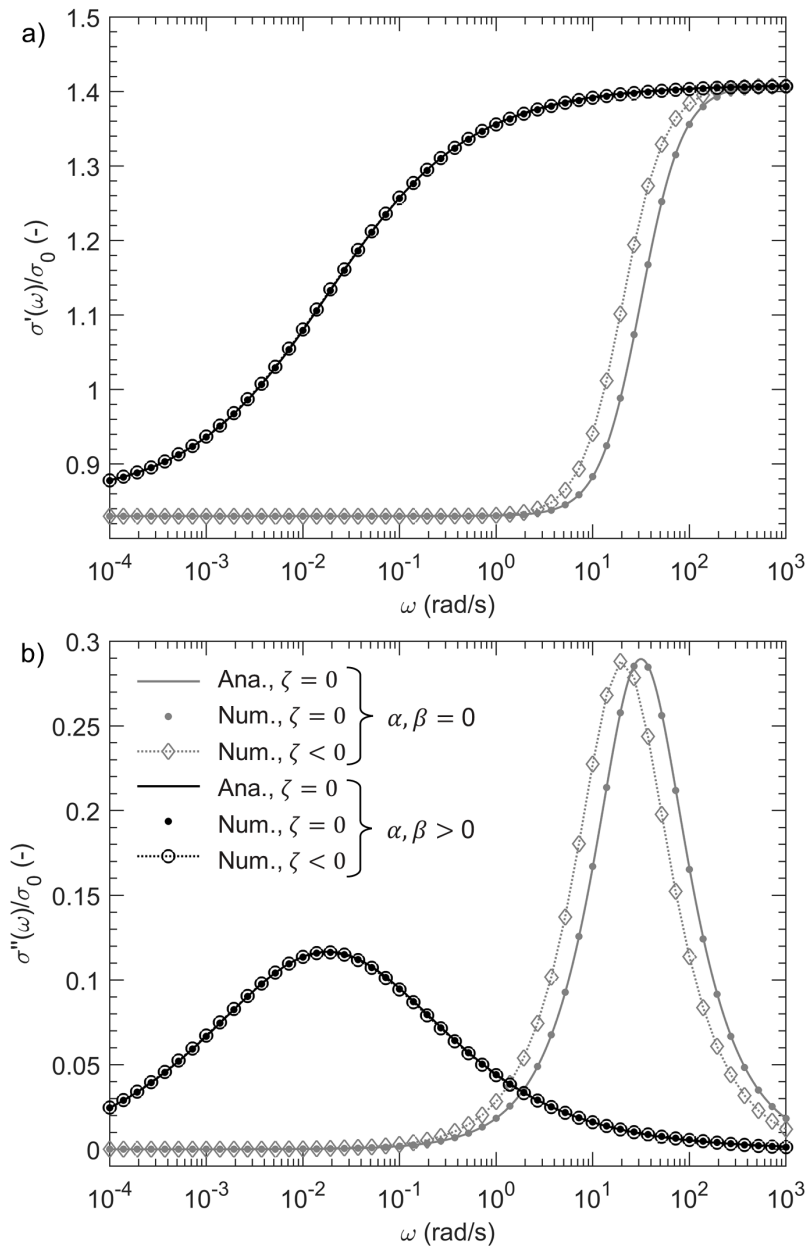 a)
1.5
1.4
1.3
1.2
1.1
1
0.9
σ'(ω)/σ₀ (-)
10⁻⁴ 10⁻³ 10⁻² 10⁻¹ 10⁰ 10¹ 10² 10³
ω (rad/s)
b)
0.3
0.25
0.2
0.15
0.1
0.05
0
σ''(ω)/σ₀ (-)
Ana., ζ = 0
Num., ζ = 0
Num., ζ < 0
α, β = 0
Ana., ζ = 0
Num., ζ = 0
Num., ζ < 0
α, β > 0
10⁻⁴ 10⁻³ 10⁻² 10⁻¹ 10⁰ 10¹ 10² 10³
ω (rad/s)